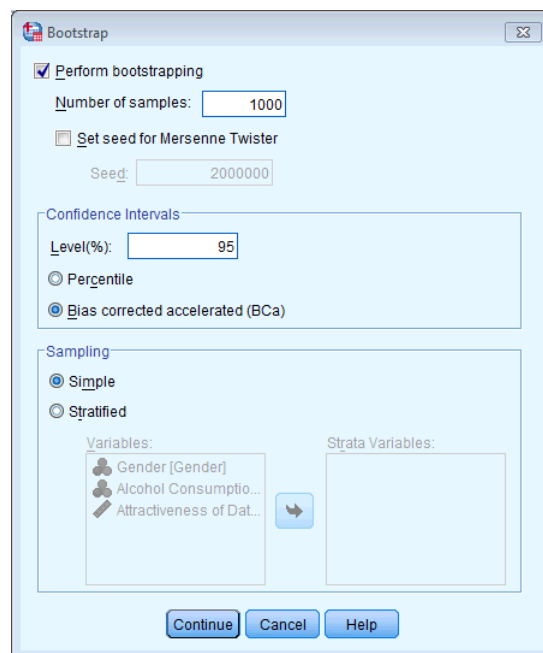 Bootstrap
Perform bootstrapping
Number of samples: 1000
Set seed for Mersenne Twister
Seed: 2000000
Confidence Intervals
Level(%): 95
Percentile
Bias corrected accelerated (BCa)
Sampling
Simple
Stratified
Variables: Strata Variables:
Gender [Gender]
Alcohol Consumptio...
Attractiveness of Dat...
Continue Cancel Help